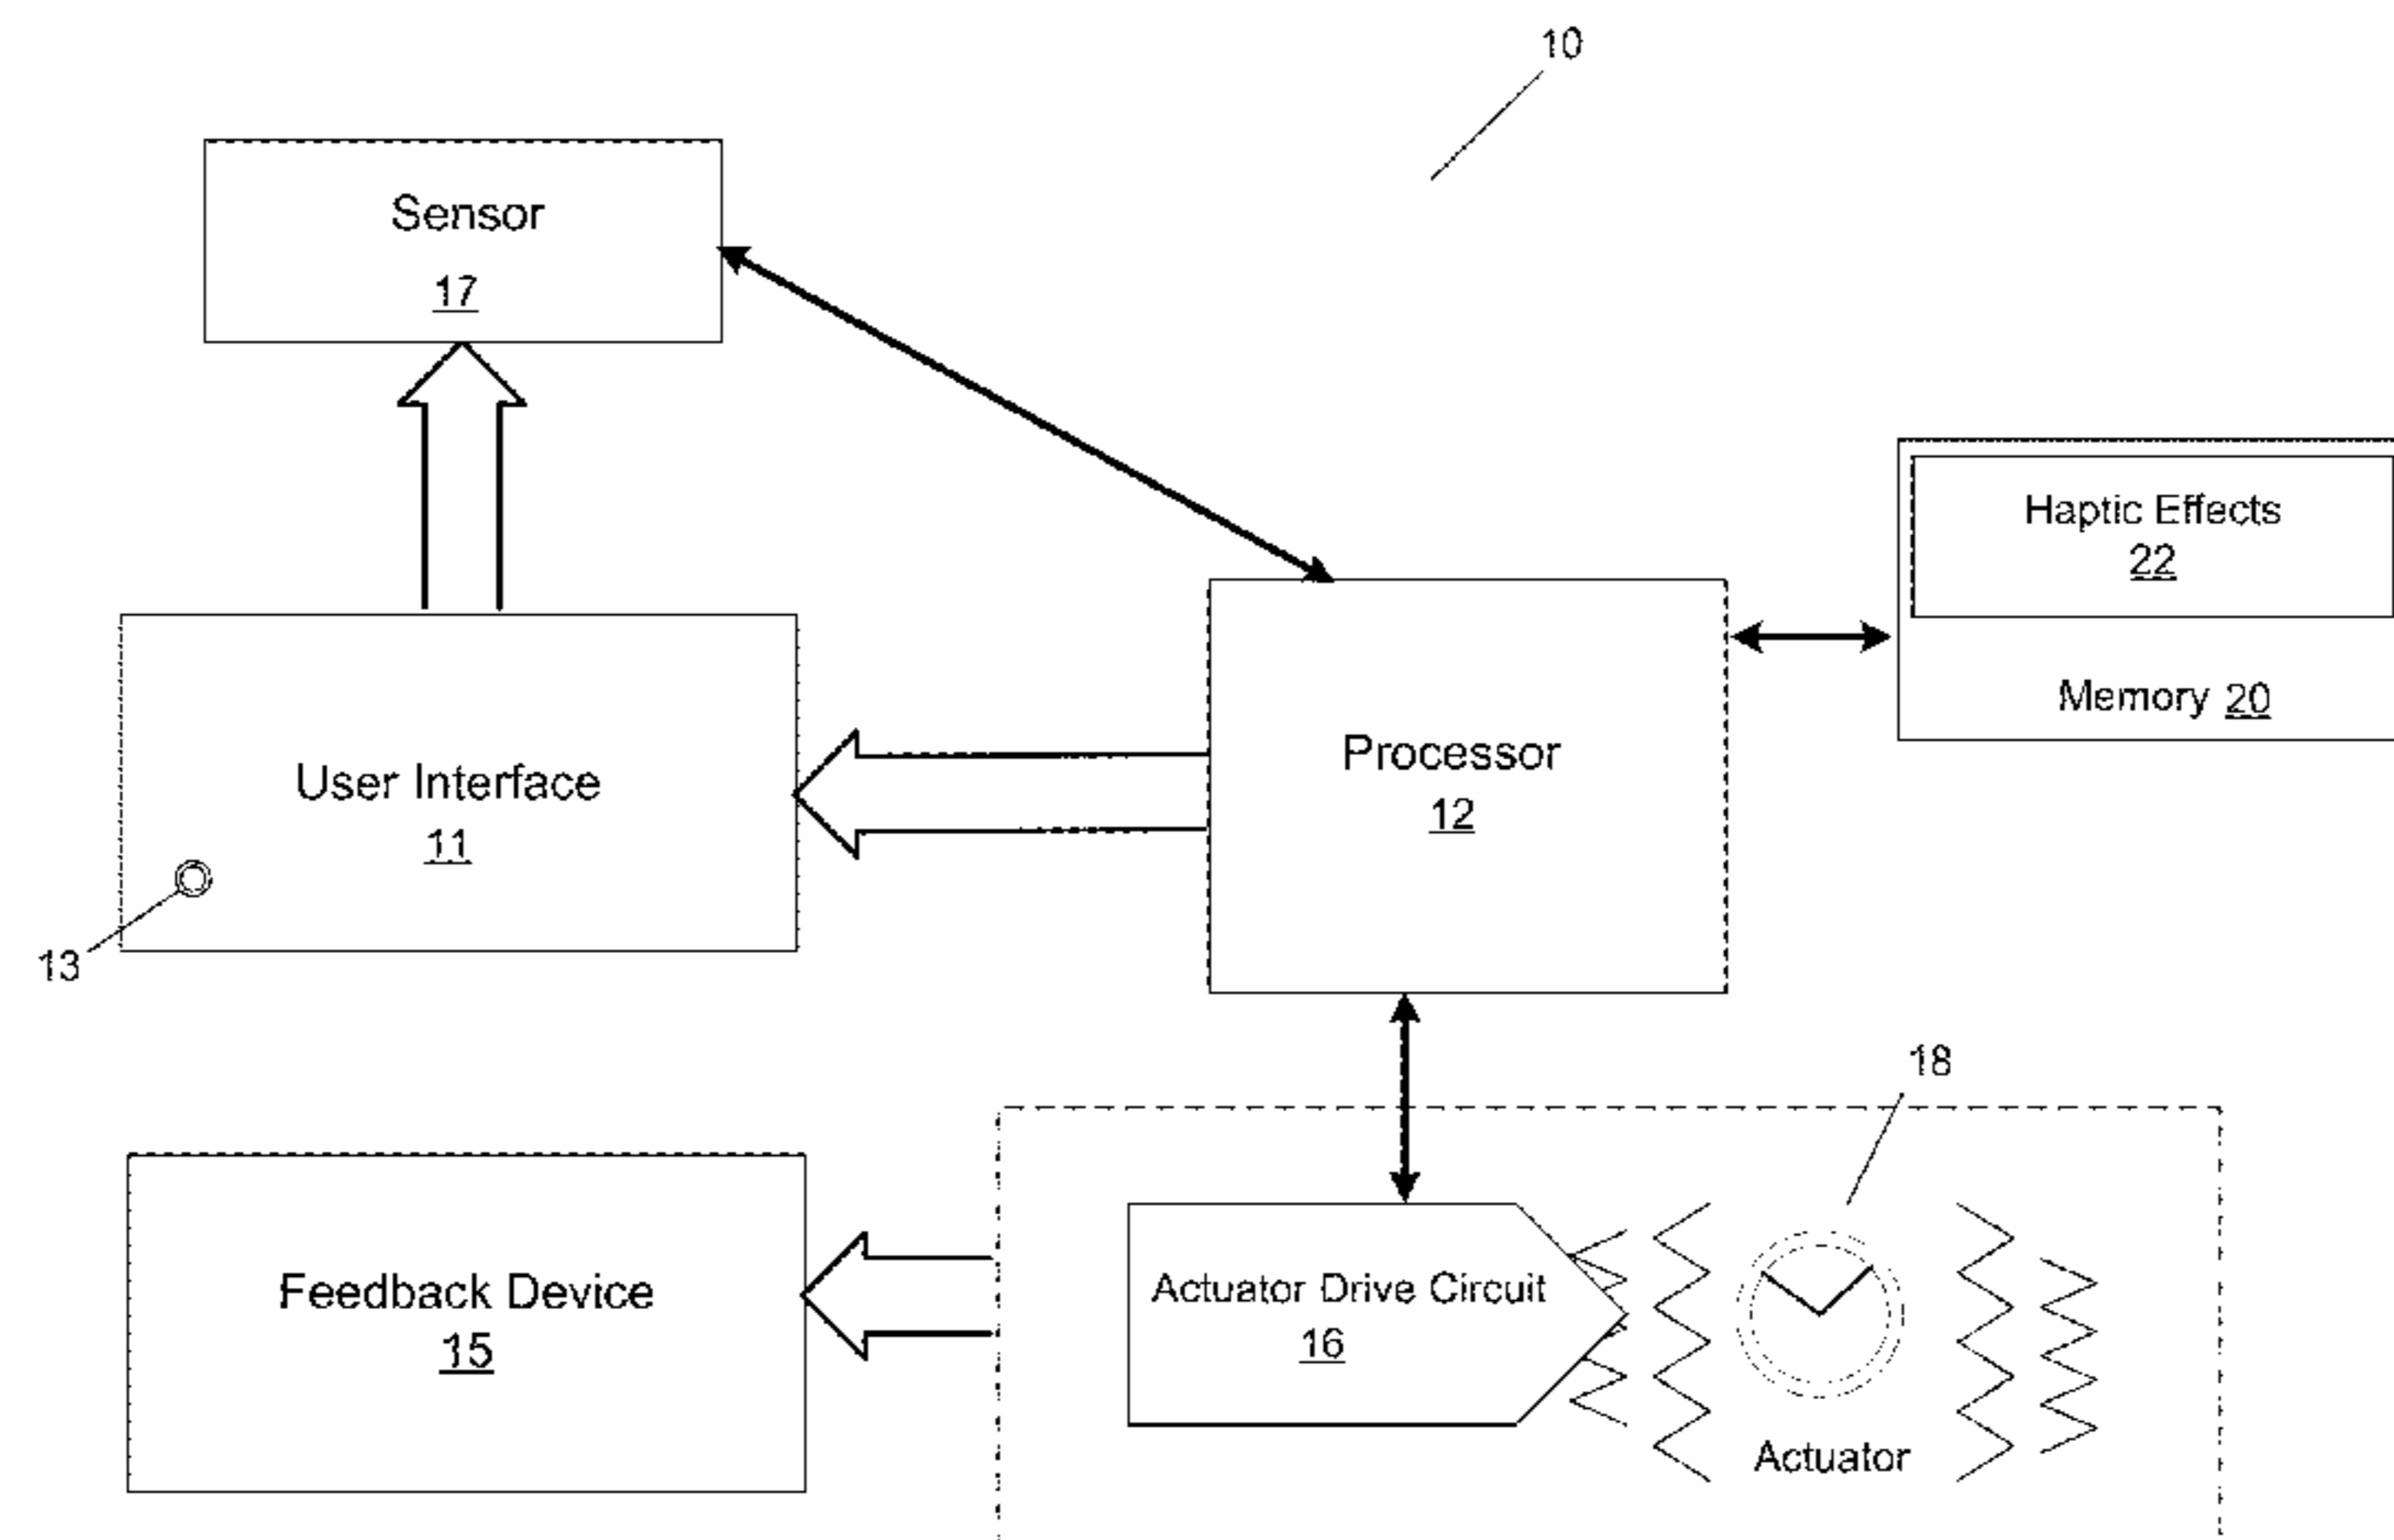 10
Sensor
17
Haptic Effects
22
Memory 20
Processor
12
User Interface
11
13
18
Feedback Device
15
Actuator Drive Circuit
16
Actuator